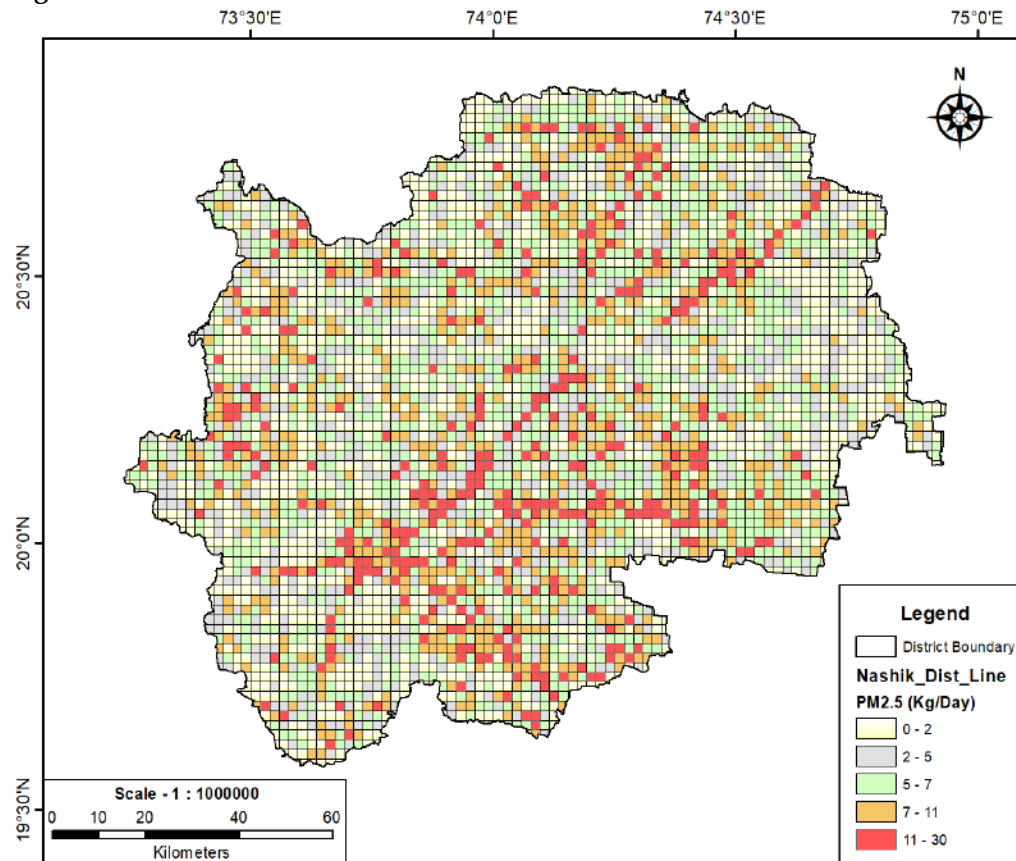 73°30'E 74°0'E 74°30'E 75°0'E
N
20°30'N
20°0'N
19°30'N
Legend
District Boundary
Nashik_Dist_Line
PM2.5 (Kg/Day)
0 - 2
2 - 5
5 - 7
7 - 11
11 - 30
Scale - 1 : 1000000
0 10 20 40 60
Kilometers